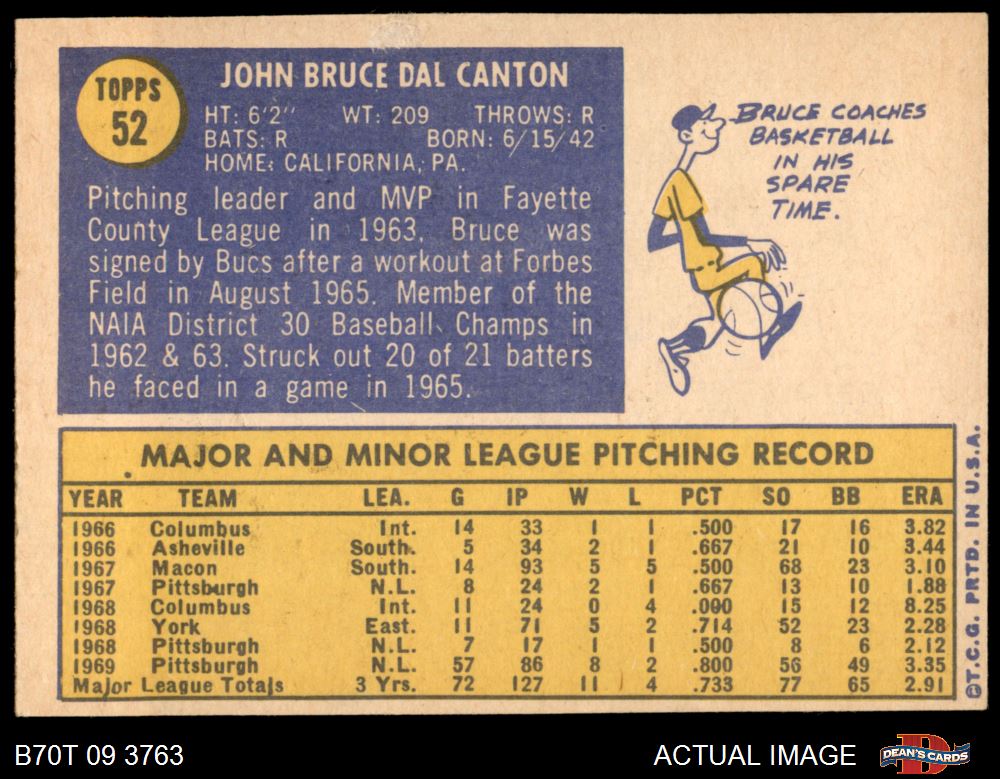 TOPPS
52
JOHN BRUCE DAL CANTON
HT: 6'2" WT: 209 THROWS: R
BATS: R BORN: 6/15/42
HOME: CALIFORNIA, PA.
Pitching leader and MVP in Fayette
County League in 1963, Bruce was
signed by Bucs after a workout at Forbes
Field in August 1965. Member of the
NAIA District 30 Baseball Champs in
1962 & 63. Struck out 20 of 21 batters
he faced in a game in 1965.
BRUCE COACHES
BASKETBALL
IN HIS
SPARE
TIME.
MAJOR AND MINOR LEAGUE PITCHING RECORD
YEAR TEAM LEA. G IP W L PCT SO BB ERA
1966 Columbus Int. 14 33 1 1 .500 17 16 3.82
1966 Asheville South. 5 34 2 1 .667 21 10 3.44
1967 Macon South. 14 93 5 5 .500 68 23 3.10
1967 Pittsburgh N.L. 8 24 2 1 .667 13 10 1.88
1968 Columbus Int. 11 24 0 4 .000 15 12 8.25
1968 York East. 11 71 5 2 .714 52 23 2.28
1968 Pittsburgh N.L. 7 17 1 1 .500 8 6 2.12
1969 Pittsburgh N.L. 57 86 8 2 .800 56 49 3.35
Major League Totals 3 Yrs. 72 127 11 4 .733 77 65 2.91
©T.C.G. PRTD. IN U.S.A.
B70T 09 3763 ACTUAL IMAGE DEAN'S CARDS